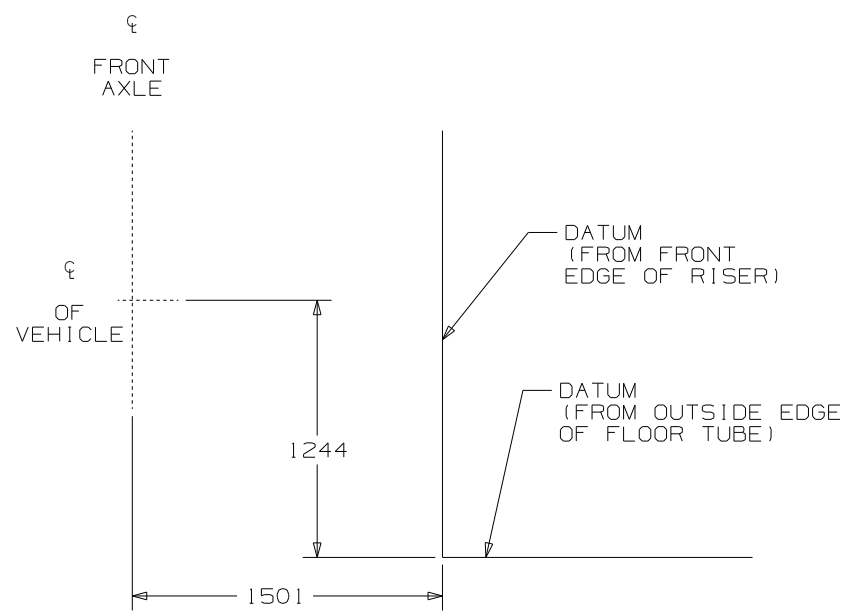 ℄
FRONT
AXLE
DATUM
(FROM FRONT
EDGE OF RISER)
℄
OF
VEHICLE
DATUM
(FROM OUTSIDE EDGE
OF FLOOR TUBE)
1244
1501